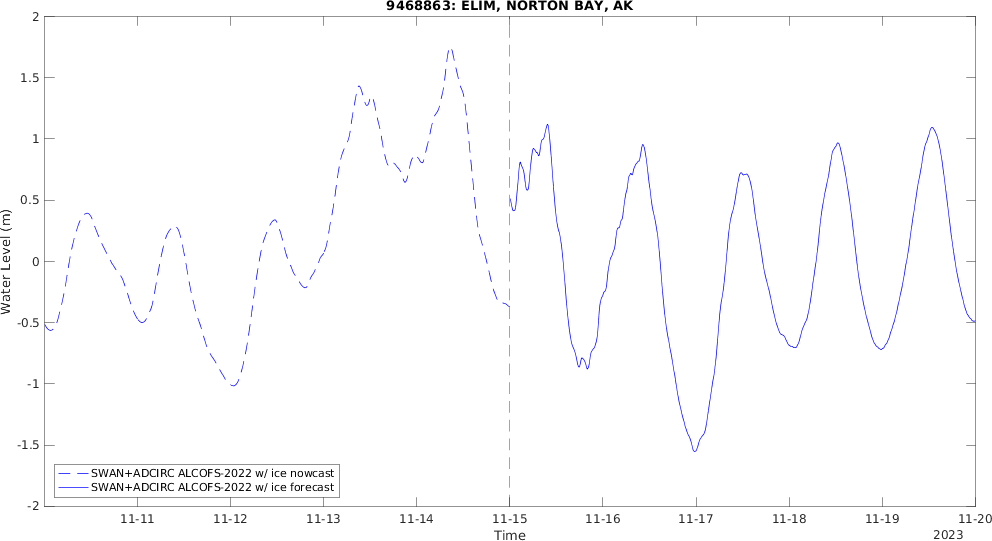 9468863: ELIM, NORTON BAY, AK
Water Level (m)
2
1.5
1
0.5
0
-0.5
-1
-1.5
-2
SWAN+ADCIRC ALCOFS-2022 w/ ice nowcast
SWAN+ADCIRC ALCOFS-2022 w/ ice forecast
11-11 11-12 11-13 11-14 11-15 11-16 11-17 11-18 11-19 11-20
Time
2023